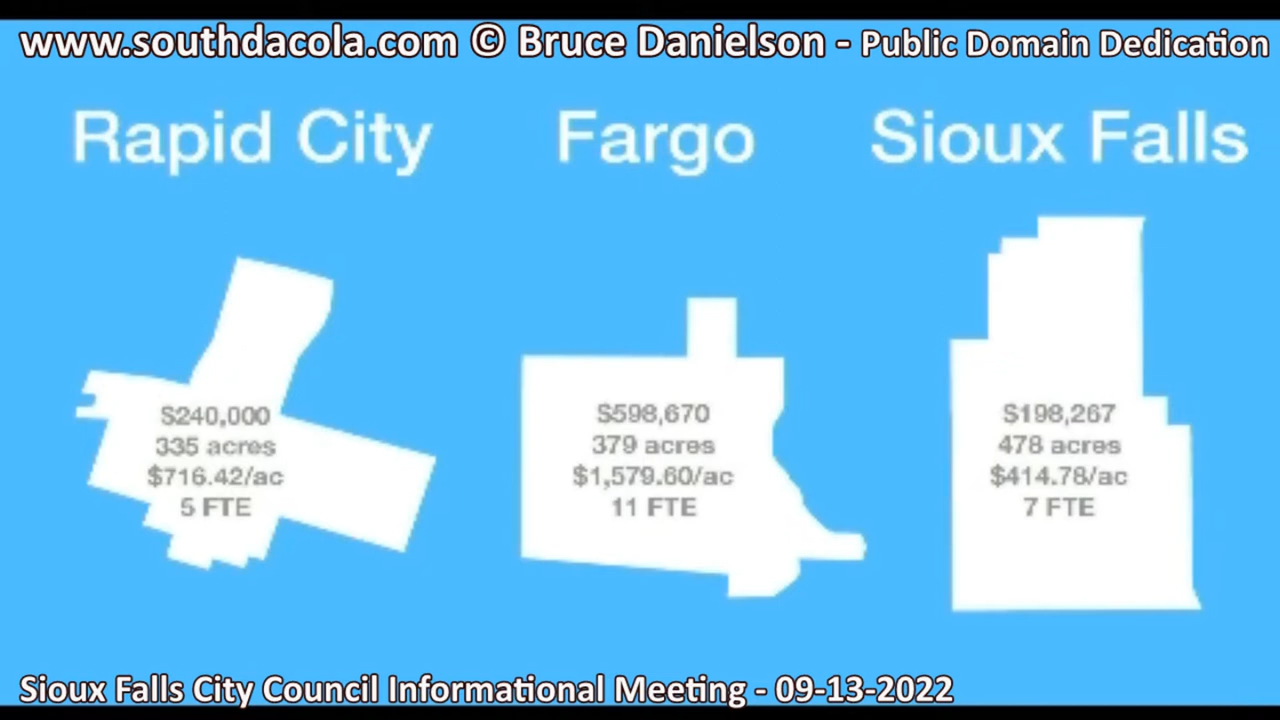 www.southdacola.com © Bruce Danielson - Public Domain Dedication
Rapid City
$240,000
335 acres
$716.42/ac
5 FTE
Fargo
$598,670
379 acres
$1,579.60/ac
11 FTE
Sioux Falls
$198,267
478 acres
$414.78/ac
7 FTE
Sioux Falls City Council Informational Meeting - 09-13-2022